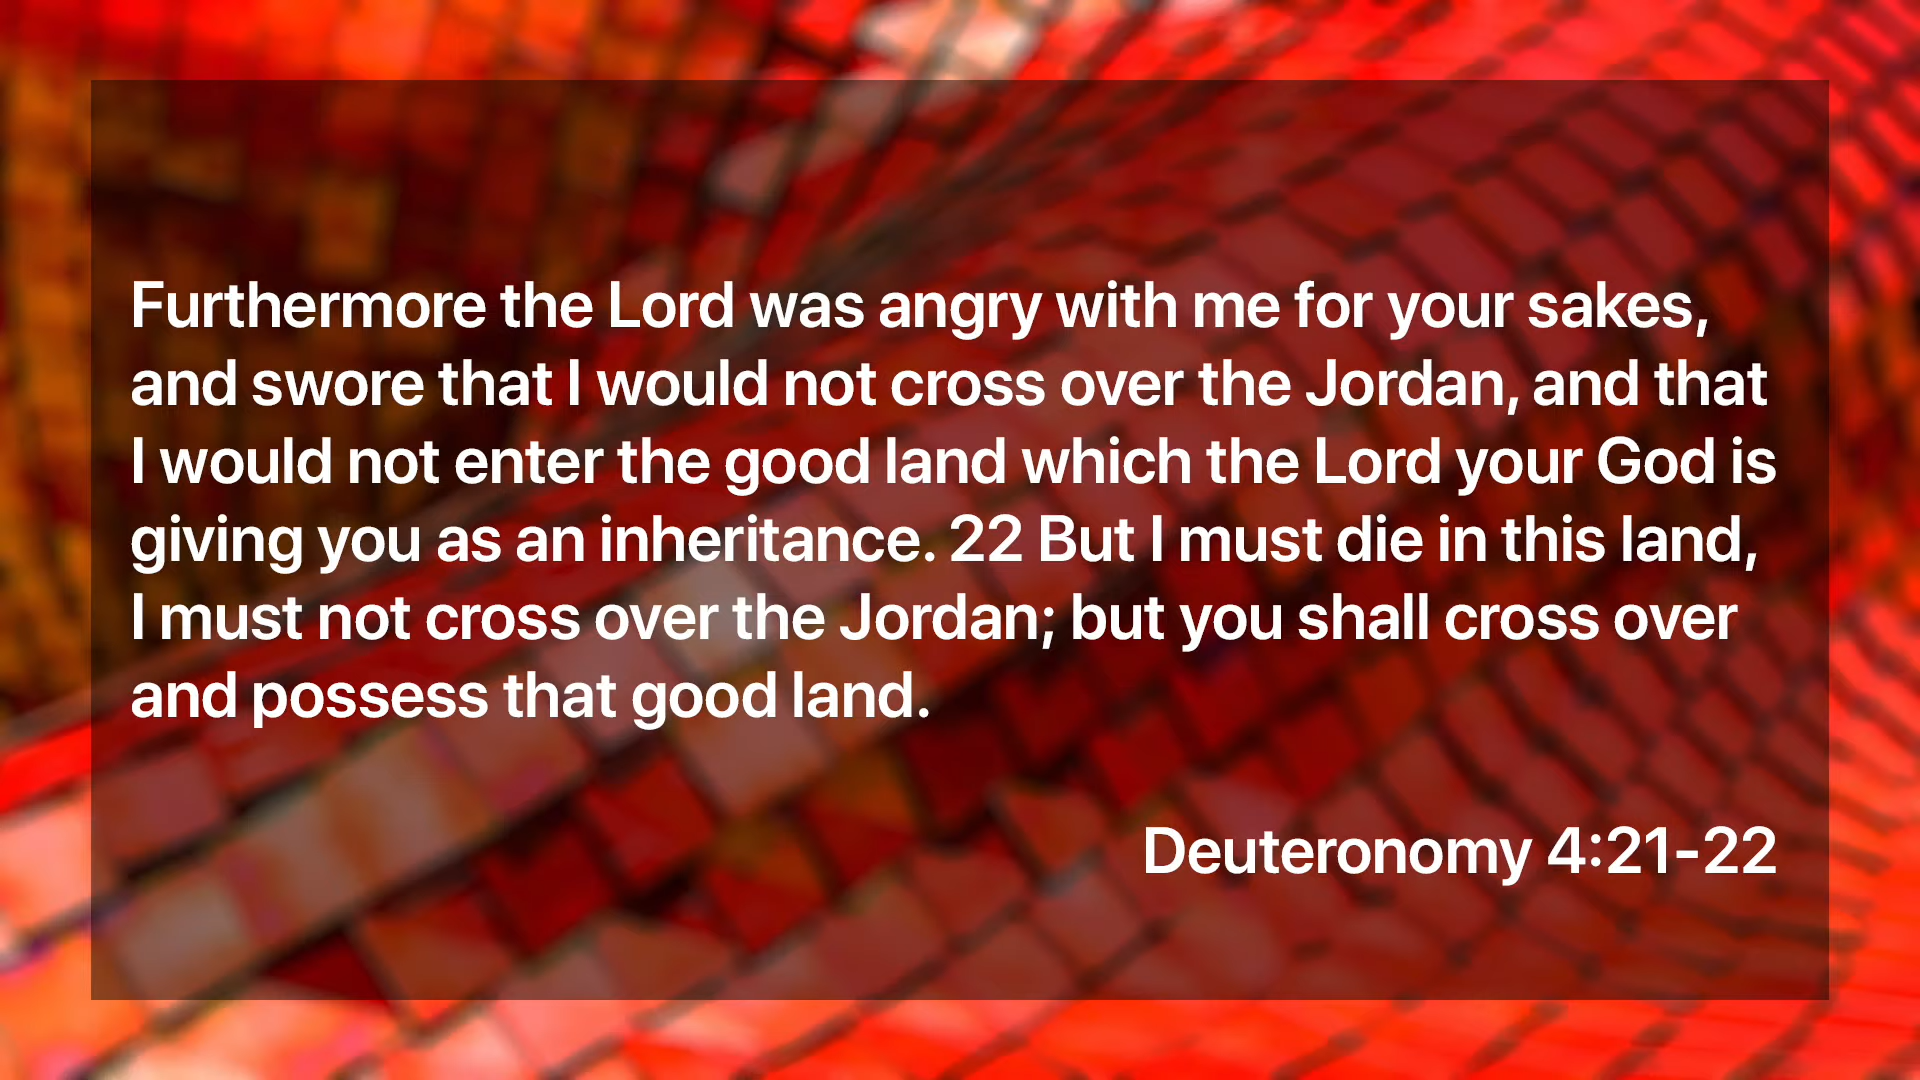 Furthermore the Lord was angry with me for your sakes,
and swore that I would not cross over the Jordan, and that
I would not enter the good land which the Lord your God is
giving you as an inheritance. 22 But I must die in this land,
I must not cross over the Jordan; but you shall cross over
and possess that good land.
Deuteronomy 4:21-22